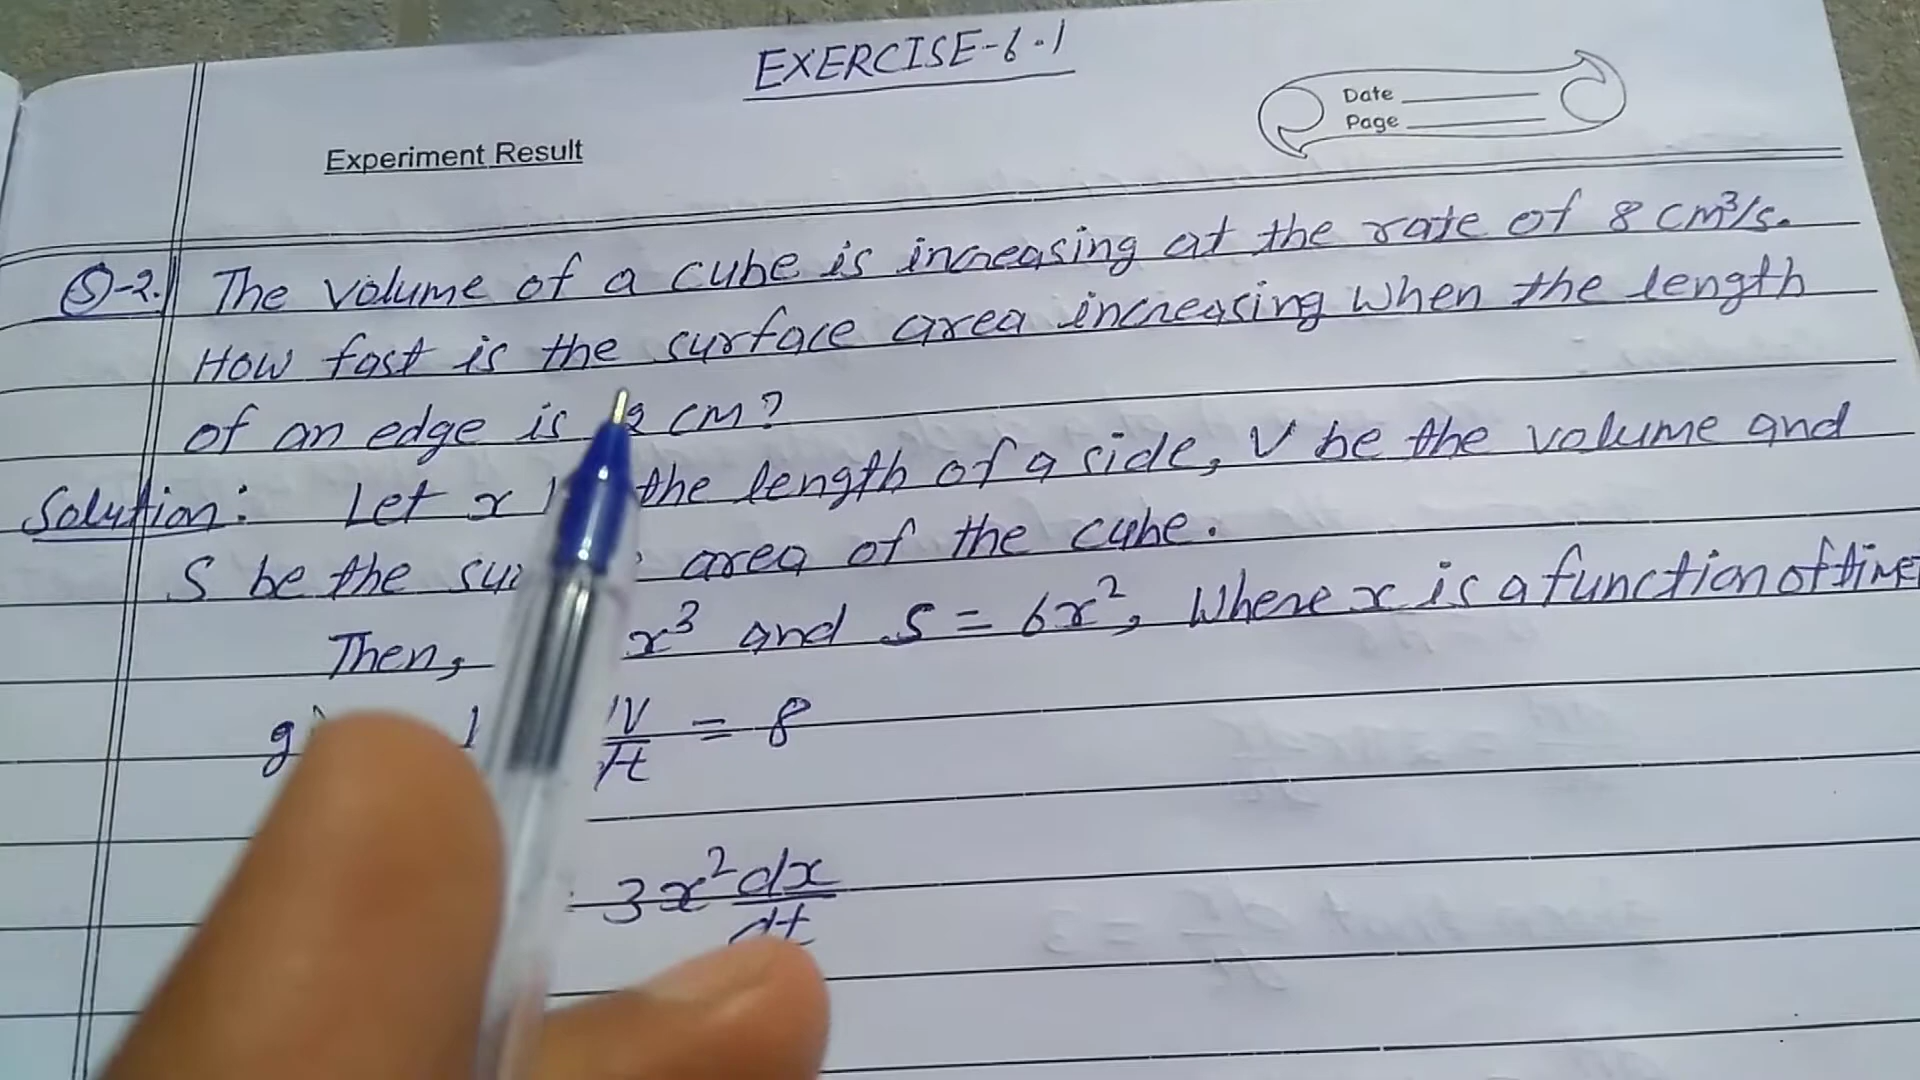 EXERCISE-6.1
Date
Page
Experiment Result
Q-2. The volume of a cube is increasing at the rate of 8 cm³/s.
How fast is the surface area increasing when the length
of an edge is cm?
Solution: Let x the length of a side, V be the volume and
S be the area of the cube.
Then, x³ and S = 6x², Where x is a function of time
= 8
3x² dx/dt